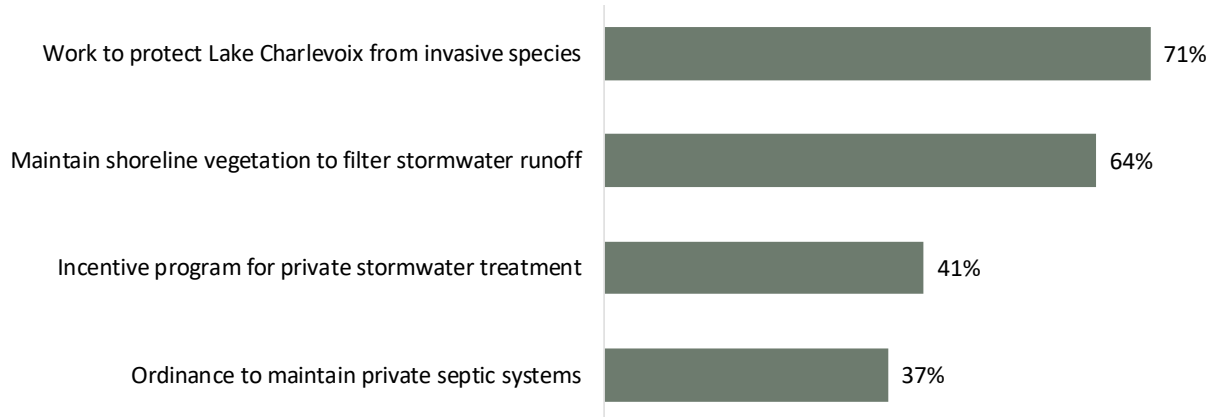 Work to protect Lake Charlevoix from invasive species 71%
Maintain shoreline vegetation to filter stormwater runoff 64%
Incentive program for private stormwater treatment 41%
Ordinance to maintain private septic systems 37%